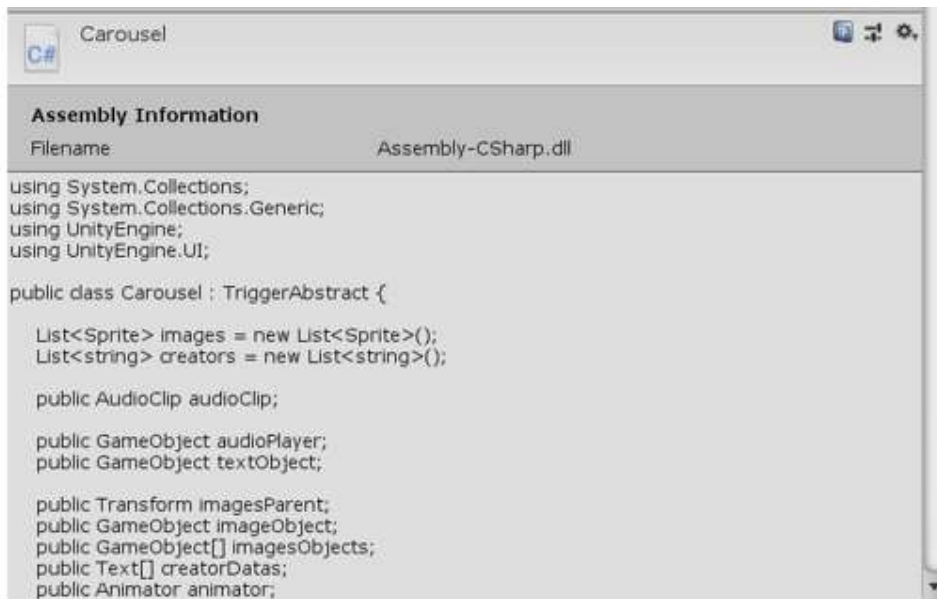 Carousel
C#
Assembly Information
Filename Assembly-CSharp.dll
using System.Collections;
using System.Collections.Generic;
using UnityEngine;
using UnityEngine.UI;
public class Carousel : TriggerAbstract {
List<Sprite> images = new List<Sprite>();
List<string> creators = new List<string>();
public AudioClip audioClip;
public GameObject audioPlayer;
public GameObject textObject;
public Transform imagesParent;
public GameObject imageObject;
public GameObject[] imagesObjects;
public Text[] creatorDatas;
public Animator animator;